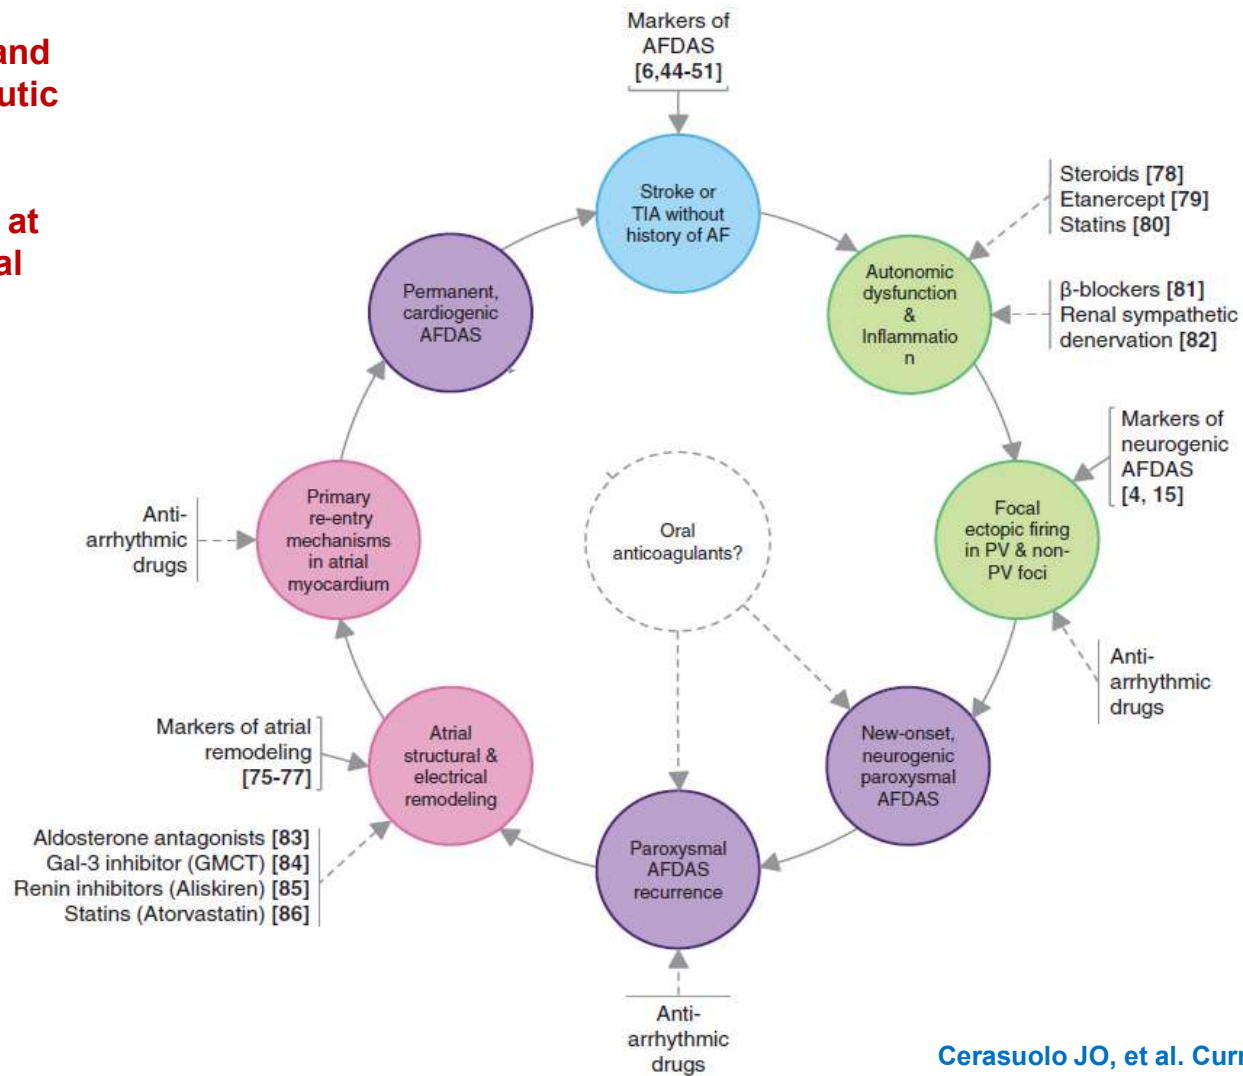 and
utic
at
al
Markers of
AFDAS
[6,44-51]
Stroke or
TIA without
history of AF
Steroids [78]
Etanercept [79]
Statins [80]
Autonomic
dysfunction
&
Inflammatio
n
β-blockers [81]
Renal sympathetic
denervation [82]
Permanent,
cardiogenic
AFDAS
Markers of
neurogenic
AFDAS
[4, 15]
Focal
ectopic firing
in PV & non-
PV foci
Primary
re-entry
mechanisms
in atrial
myocardium
Anti-
arrhythmic
drugs
Oral
anticoagulants?
Anti-
arrhythmic
drugs
Markers of atrial
remodeling
[75-77]
Atrial
structural &
electrical
remodeling
New-onset,
neurogenic
paroxysmal
AFDAS
Aldosterone antagonists [83]
Gal-3 inhibitor (GMCT) [84]
Renin inhibitors (Aliskiren) [85]
Statins (Atorvastatin) [86]
Paroxysmal
AFDAS
recurrence
Anti-
arrhythmic
drugs
Cerasuolo JO, et al. Curr